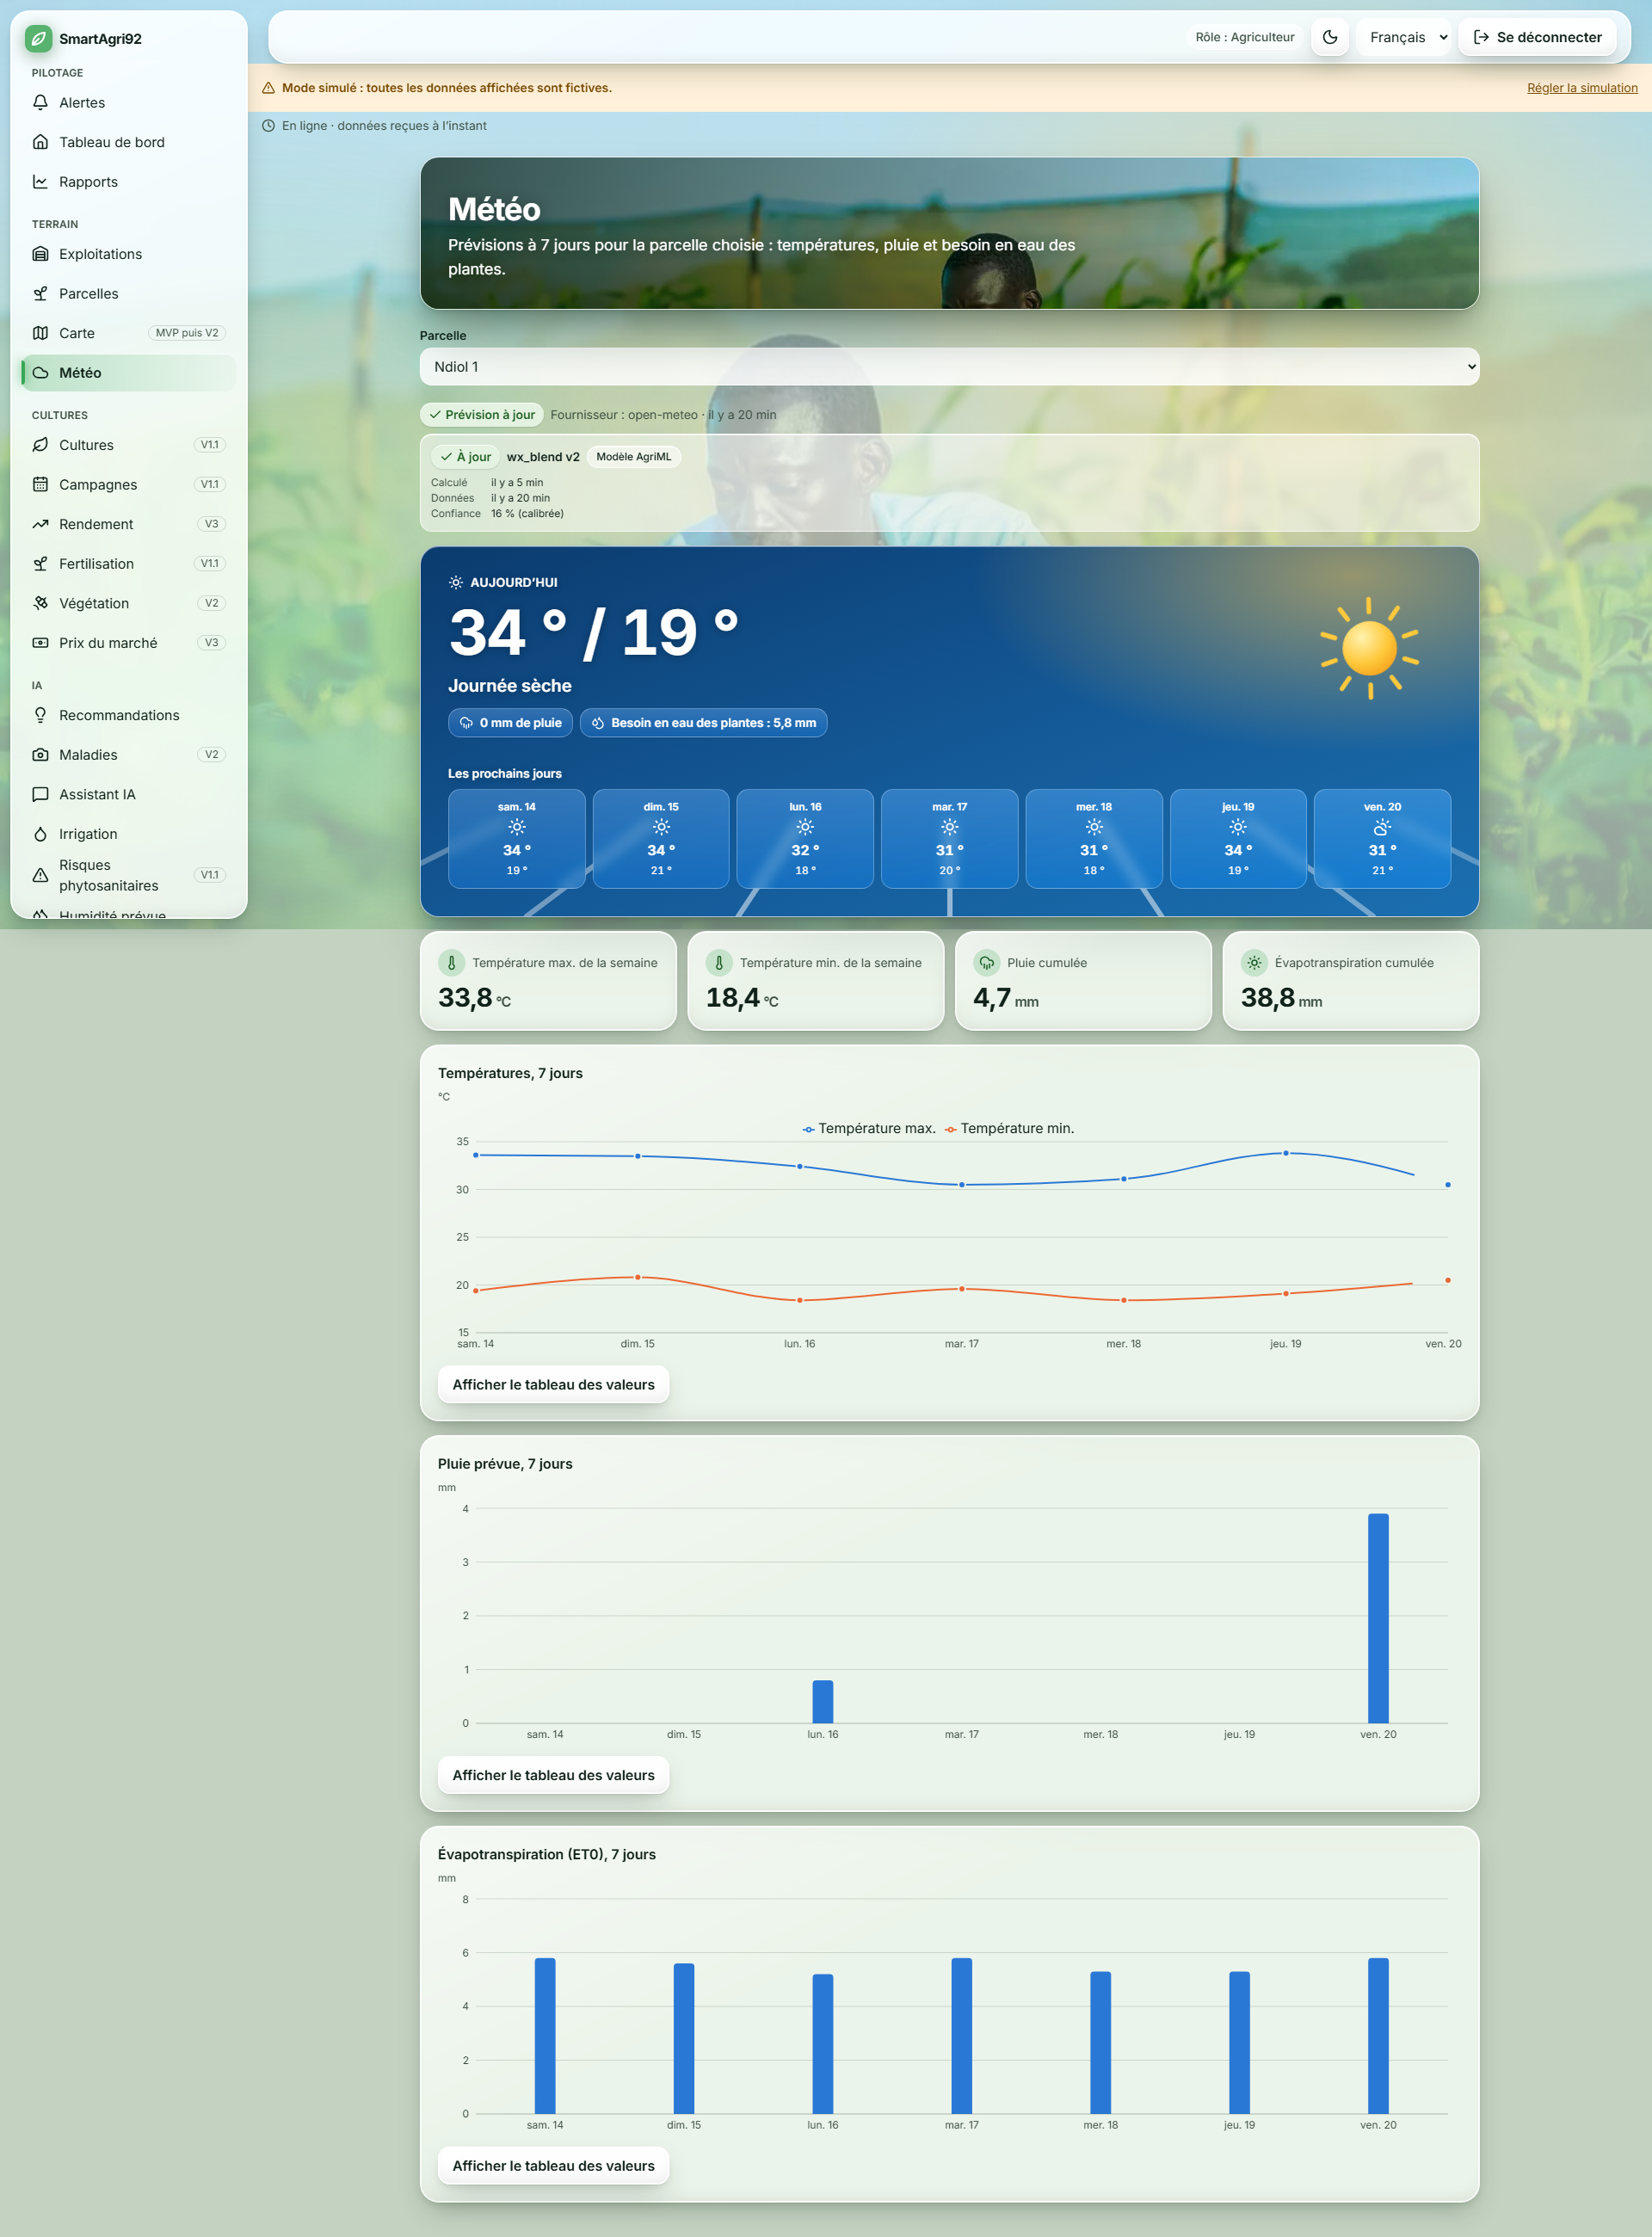 SmartAgri92
Rôle : Agriculteur
Français
Se déconnecter
Mode simulé : toutes les données affichées sont fictives.
Régler la simulation
En ligne · données reçues à l'instant
PILOTAGE
Alertes
Tableau de bord
Rapports
TERRAIN
Exploitations
Parcelles
Carte
MVP puis V2
Météo
CULTURES
Cultures
V1.1
Campagnes
V1.1
Rendement
V3
Fertilisation
V1.1
Végétation
V2
Prix du marché
V3
IA
Recommandations
Maladies
V2
Assistant IA
Irrigation
Risques
phytosanitaires
V1.1
Humidité prévue
Météo
Prévisions à 7 jours pour la parcelle choisie : températures, pluie et besoin en eau des
plantes.
Parcelle
Ndiol 1
Prévision à jour
Fournisseur : open-meteo · il y a 20 min
À jour
wx_blend v2
Modèle AgriML
Calculé il y a 5 min
Données il y a 20 min
Confiance 16 % (calibrée)
AUJOURD'HUI
34 ° / 19 °
Journée sèche
0 mm de pluie
Besoin en eau des plantes : 5,8 mm
Les prochains jours
sam. 14 dim. 15 lun. 16 mar. 17 mer. 18 jeu. 19 ven. 20
34 ° 34 ° 32 ° 31 ° 31 ° 34 ° 31 °
19 ° 21 ° 18 ° 20 ° 18 ° 19 ° 21 °
Température max. de la semaine
33,8 °C
Température min. de la semaine
18,4 °C
Pluie cumulée
4,7 mm
Évapotranspiration cumulée
38,8 mm
Températures, 7 jours
°C
Température max. Température min.
35
30
25
20
15
sam. 14 dim. 15 lun. 16 mar. 17 mer. 18 jeu. 19 ven. 20
Afficher le tableau des valeurs
Pluie prévue, 7 jours
mm
4
3
2
1
0
sam. 14 dim. 15 lun. 16 mar. 17 mer. 18 jeu. 19 ven. 20
Afficher le tableau des valeurs
Évapotranspiration (ET0), 7 jours
mm
8
6
4
2
0
sam. 14 dim. 15 lun. 16 mar. 17 mer. 18 jeu. 19 ven. 20
Afficher le tableau des valeurs